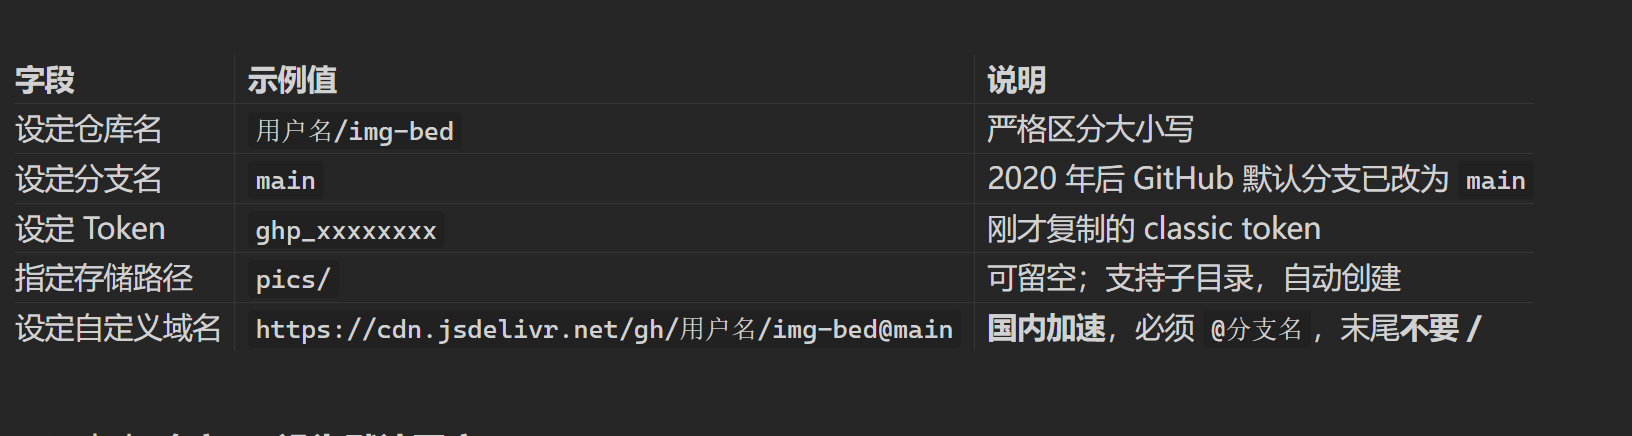 字段 示例值 说明
设定仓库名 用户名/img-bed 严格区分大小写
设定分支名 main 2020 年后 GitHub 默认分支已改为 main
设定 Token ghp_xxxxxxxx 刚才复制的 classic token
指定存储路径 pics/ 可留空；支持子目录，自动创建
设定自定义域名 https://cdn.jsdelivr.net/gh/用户名/img-bed@main 国内加速，必须 @分支名，末尾不要 /